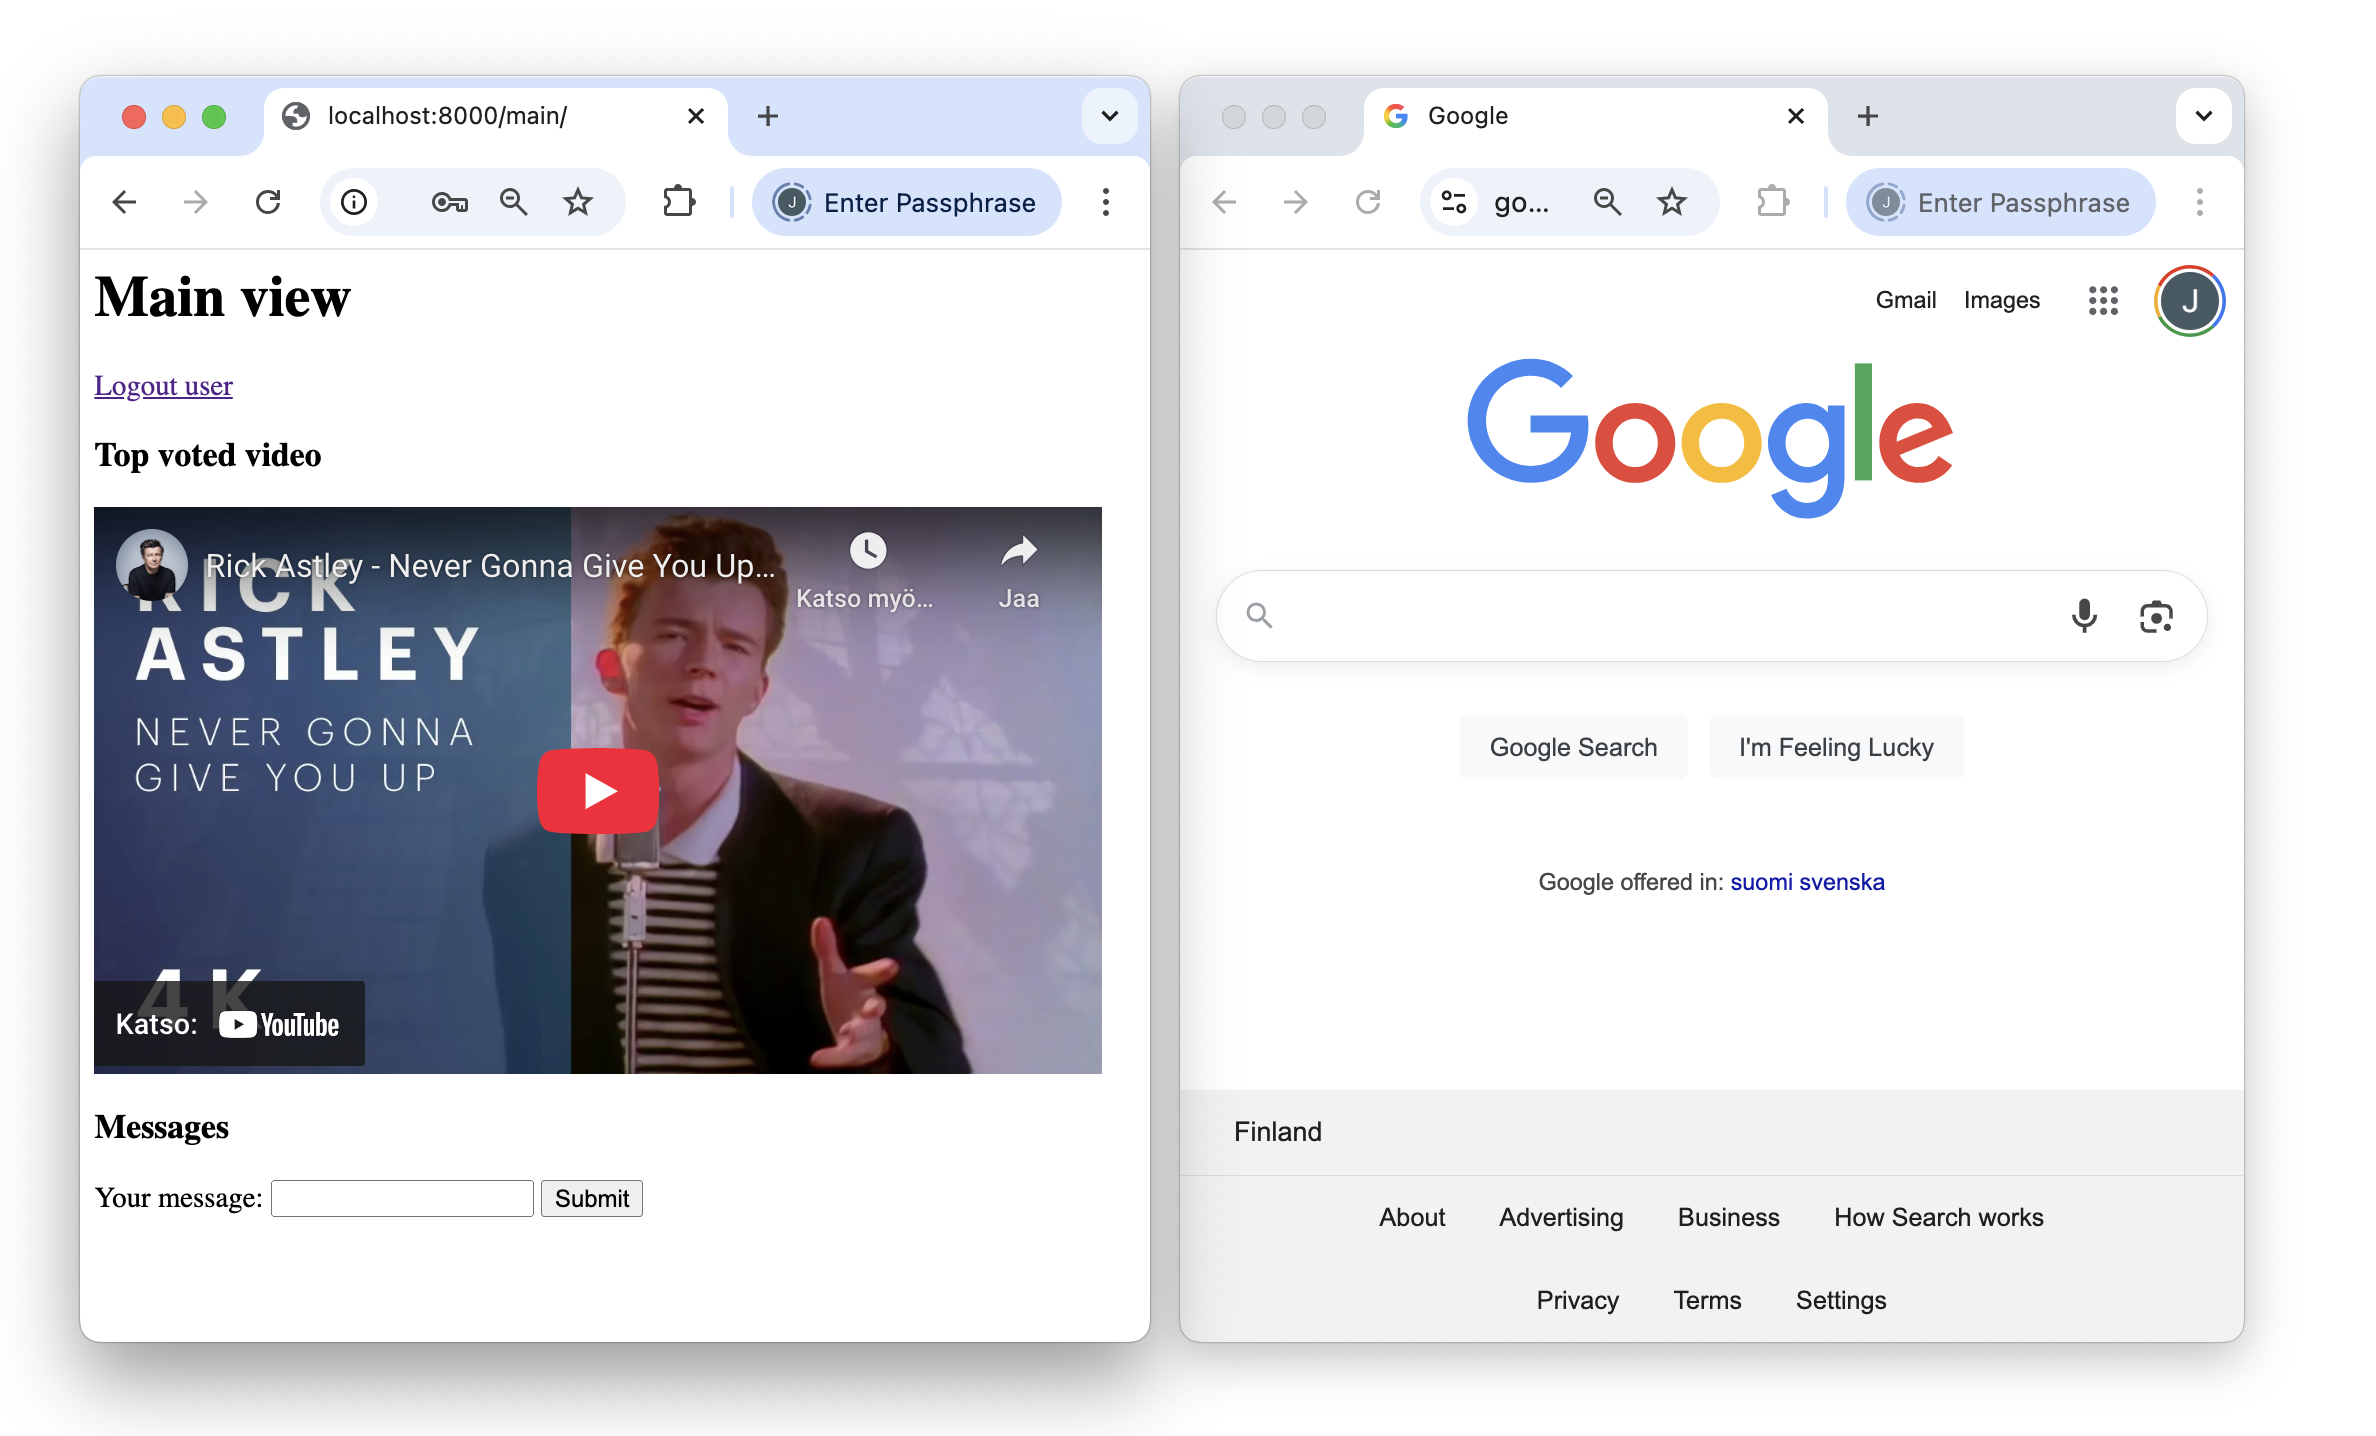 localhost:8000/main/
Enter Passphrase
J
Main view
Logout user
Top voted video
Rick Astley - Never Gonna Give You Up...
Katso myö...
Jaa
RICK
ASTLEY
NEVER GONNA
GIVE YOU UP
4K
Katso: YouTube
Messages
Your message:
Submit
Google
go...
J
Enter Passphrase
Gmail
Images
J
Google
Google Search
I'm Feeling Lucky
Google offered in: suomi svenska
Finland
About
Advertising
Business
How Search works
Privacy
Terms
Settings